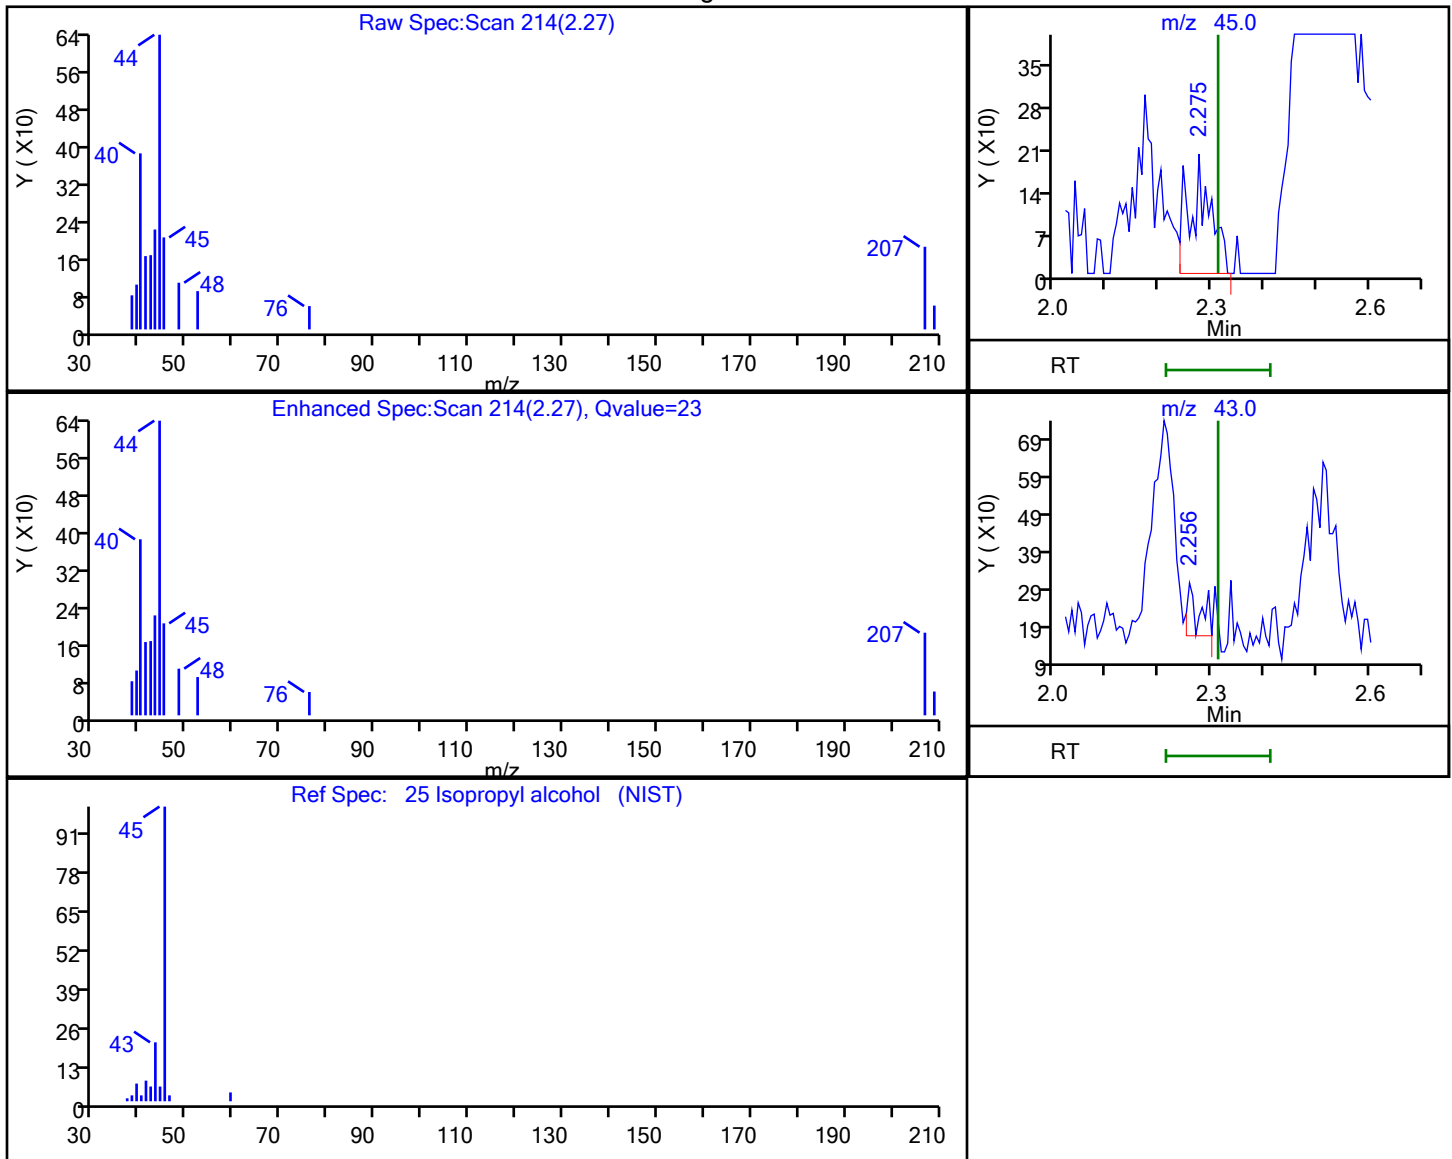 Raw Spec:Scan 214(2.27)
Y ( X10)
64
56
48
40
32
24
16
8
0
44
40
45
48
76
207
30 50 70 90 110 130 150 170 190 210
m/z
m/z 45.0
Y ( X10)
35
28
21
14
7
0
2.275
2.0 2.3 2.6
Min
RT
Enhanced Spec:Scan 214(2.27), Qvalue=23
Y ( X10)
64
56
48
40
32
24
16
8
0
44
40
45
48
76
207
30 50 70 90 110 130 150 170 190 210
m/z
m/z 43.0
Y ( X10)
69
59
49
39
29
19
9
2.256
2.0 2.3 2.6
Min
RT
Ref Spec: 25 Isopropyl alcohol (NIST)
91
78
65
52
39
26
13
0
45
43
30 50 70 90 110 130 150 170 190 210